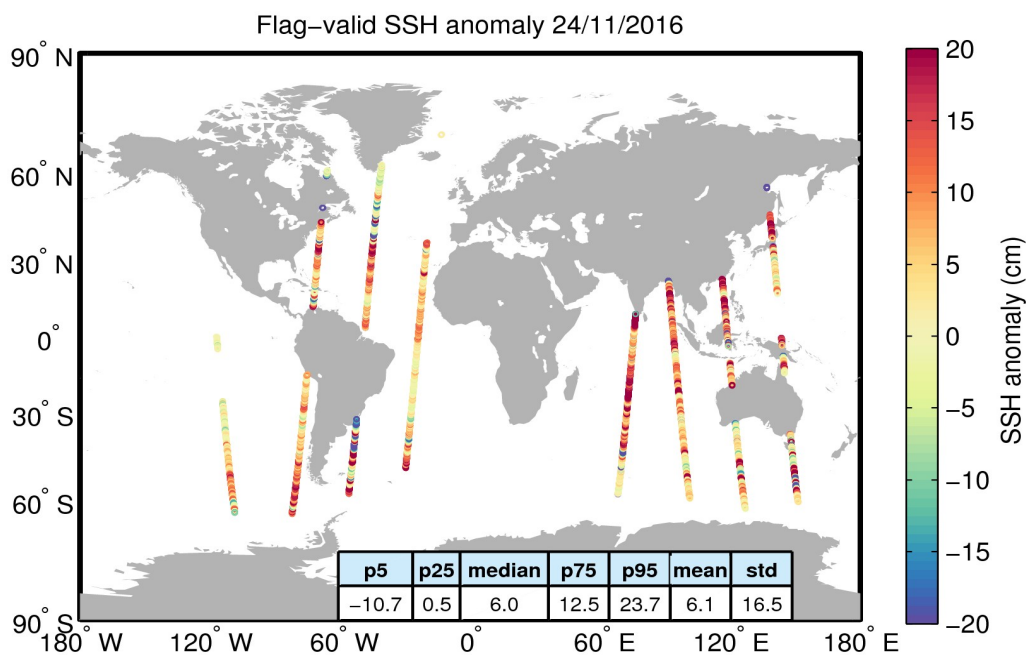 Flag−valid SSH anomaly 24/11/2016
90° N
60° N
30° N
0°
30° S
60° S
90° S
180° W
120° W
60° W
0°
60° E
120° E
180° E
p5 p25 median p75 p95 mean std
−10.7 0.5 6.0 12.5 23.7 6.1 16.5
20
15
10
5
0
−5
−10
−15
−20
SSH anomaly (cm)